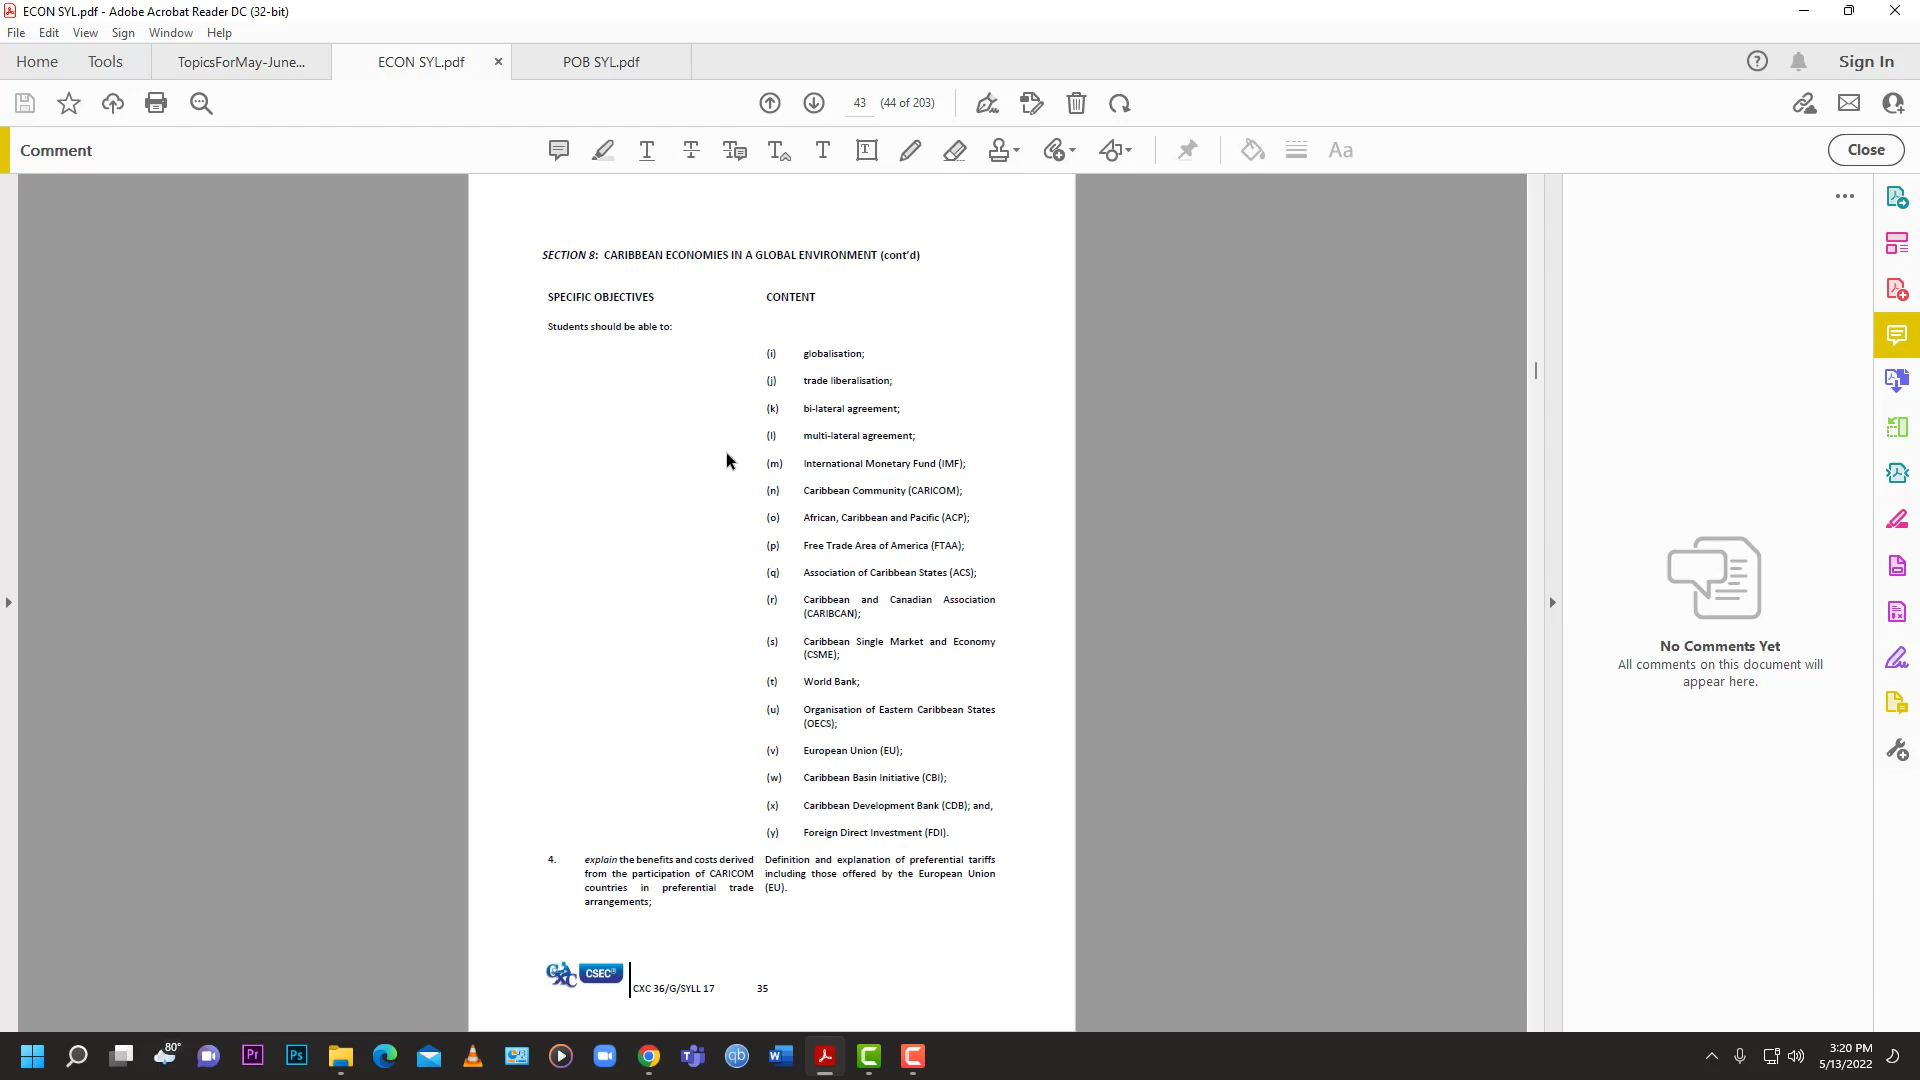 ECON SYL.pdf - Adobe Acrobat Reader DC (32-bit)
File Edit View Sign Window Help
Home Tools TopicsForMay-June... ECON SYL.pdf × POB SYL.pdf Sign In
43 (44 of 203)
Comment Close
SECTION 8: CARIBBEAN ECONOMIES IN A GLOBAL ENVIRONMENT (cont'd)
SPECIFIC OBJECTIVES CONTENT
Students should be able to:
(i) globalisation;
(j) trade liberalisation;
(k) bi-lateral agreement;
(l) multi-lateral agreement;
(m) International Monetary Fund (IMF);
(n) Caribbean Community (CARICOM);
(o) African, Caribbean and Pacific (ACP);
(p) Free Trade Area of America (FTAA);
(q) Association of Caribbean States (ACS);
(r) Caribbean and Canadian Association
(CARIBCAN);
(s) Caribbean Single Market and Economy
(CSME);
(t) World Bank;
(u) Organisation of Eastern Caribbean States
(OECS);
(v) European Union (EU);
(w) Caribbean Basin Initiative (CBI);
(x) Caribbean Development Bank (CDB); and,
(y) Foreign Direct Investment (FDI).
4. explain the benefits and costs derived Definition and explanation of preferential tariffs
from the participation of CARICOM including those offered by the European Union
countries in preferential trade (EU).
arrangements;
CXC CSEC® CXC 36/G/SYLL 17 35
No Comments Yet
All comments on this document will
appear here.
80°
Pr Ps qb W
3:20 PM
5/13/2022